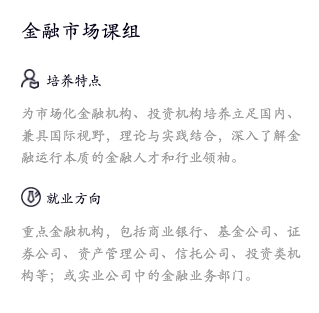 金融市场课组
培养特点
为市场化金融机构、投资机构培养立足国内、
兼具国际视野，理论与实践结合，深入了解金
融运行本质的金融人才和行业领袖。
就业方向
重点金融机构，包括商业银行、基金公司、证
券公司、资产管理公司、信托公司、投资类机
构等；或实业公司中的金融业务部门。